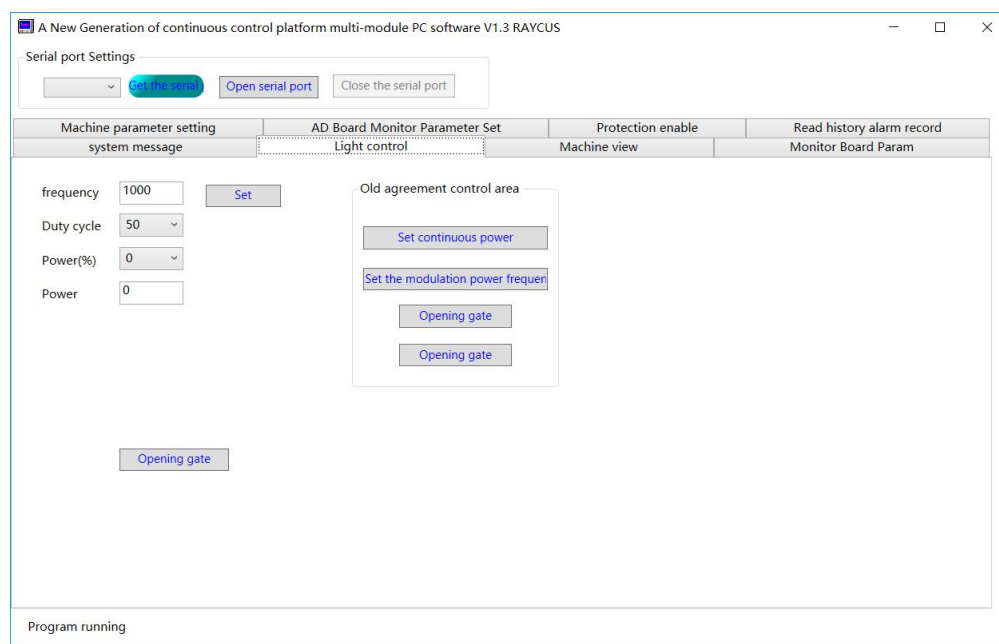 A New Generation of continuous control platform multi-module PC software V1.3 RAYCUS
Serial port Settings
Get the serial
Open serial port
Close the serial port
Machine parameter setting
AD Board Monitor Parameter Set
Protection enable
Read history alarm record
system message
Light control
Machine view
Monitor Board Param
frequency
1000
Set
Duty cycle
50
Power(%)
0
Power
0
Old agreement control area
Set continuous power
Set the modulation power frequen
Opening gate
Opening gate
Opening gate
Program running